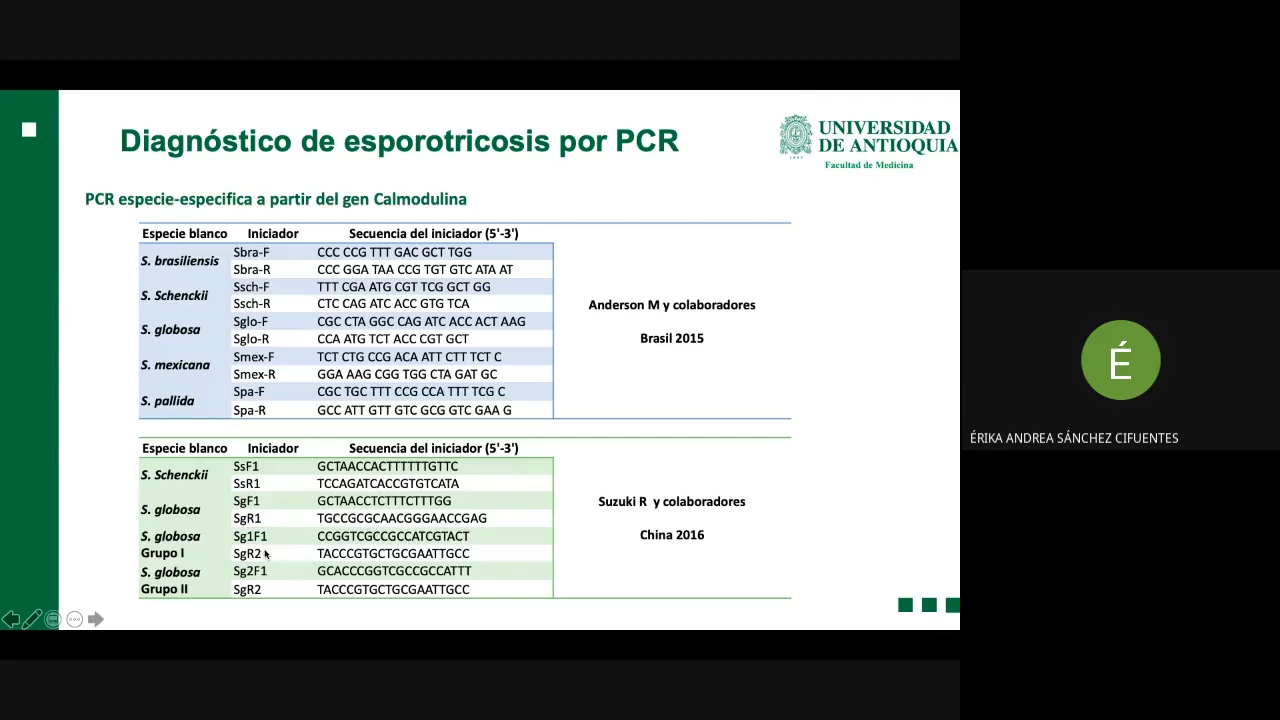 Diagnóstico de esporotricosis por PCR
UNIVERSIDAD
DE ANTIOQUIA
1803
Facultad de Medicina
PCR especie-especifica a partir del gen Calmodulina
Especie blanco Iniciador Secuencia del iniciador (5'-3')
S. brasiliensis
Sbra-F CCC CCG TTT GAC GCT TGG
Sbra-R CCC GGA TAA CCG TGT GTC ATA AT
S. Schenckii
Ssch-F TTT CGA ATG CGT TCG GCT GG
Ssch-R CTC CAG ATC ACC GTG TCA
S. globosa
Sglo-F CGC CTA GGC CAG ATC ACC ACT AAG
Sglo-R CCA ATG TCT ACC CGT GCT
S. mexicana
Smex-F TCT CTG CCG ACA ATT CTT TCT C
Smex-R GGA AAG CGG TGG CTA GAT GC
S. pallida
Spa-F CGC TGC TTT CCG CCA TTT TCG C
Spa-R GCC ATT GTT GTC GCG GTC GAA G
Anderson M y colaboradores
Brasil 2015
Especie blanco Iniciador Secuencia del iniciador (5'-3')
S. Schenckii
SsF1 GCTAACCACTTTTTTGTTC
SsR1 TCCAGATCACCGTGTCATA
S. globosa
SgF1 GCTAACCTCTTTCTTTGG
SgR1 TGCCGCGCAACGGGAACCGAG
S. globosa
Grupo I
Sg1F1 CCGGTCGCCGCCATCGTACT
SgR2 TACCCGTGCTGCGAATTGCC
S. globosa
Grupo II
Sg2F1 GCACCCGGTCGCCGCCATTT
SgR2 TACCCGTGCTGCGAATTGCC
Suzuki R y colaboradores
China 2016
É
ÉRIKA ANDREA SÁNCHEZ CIFUENTES